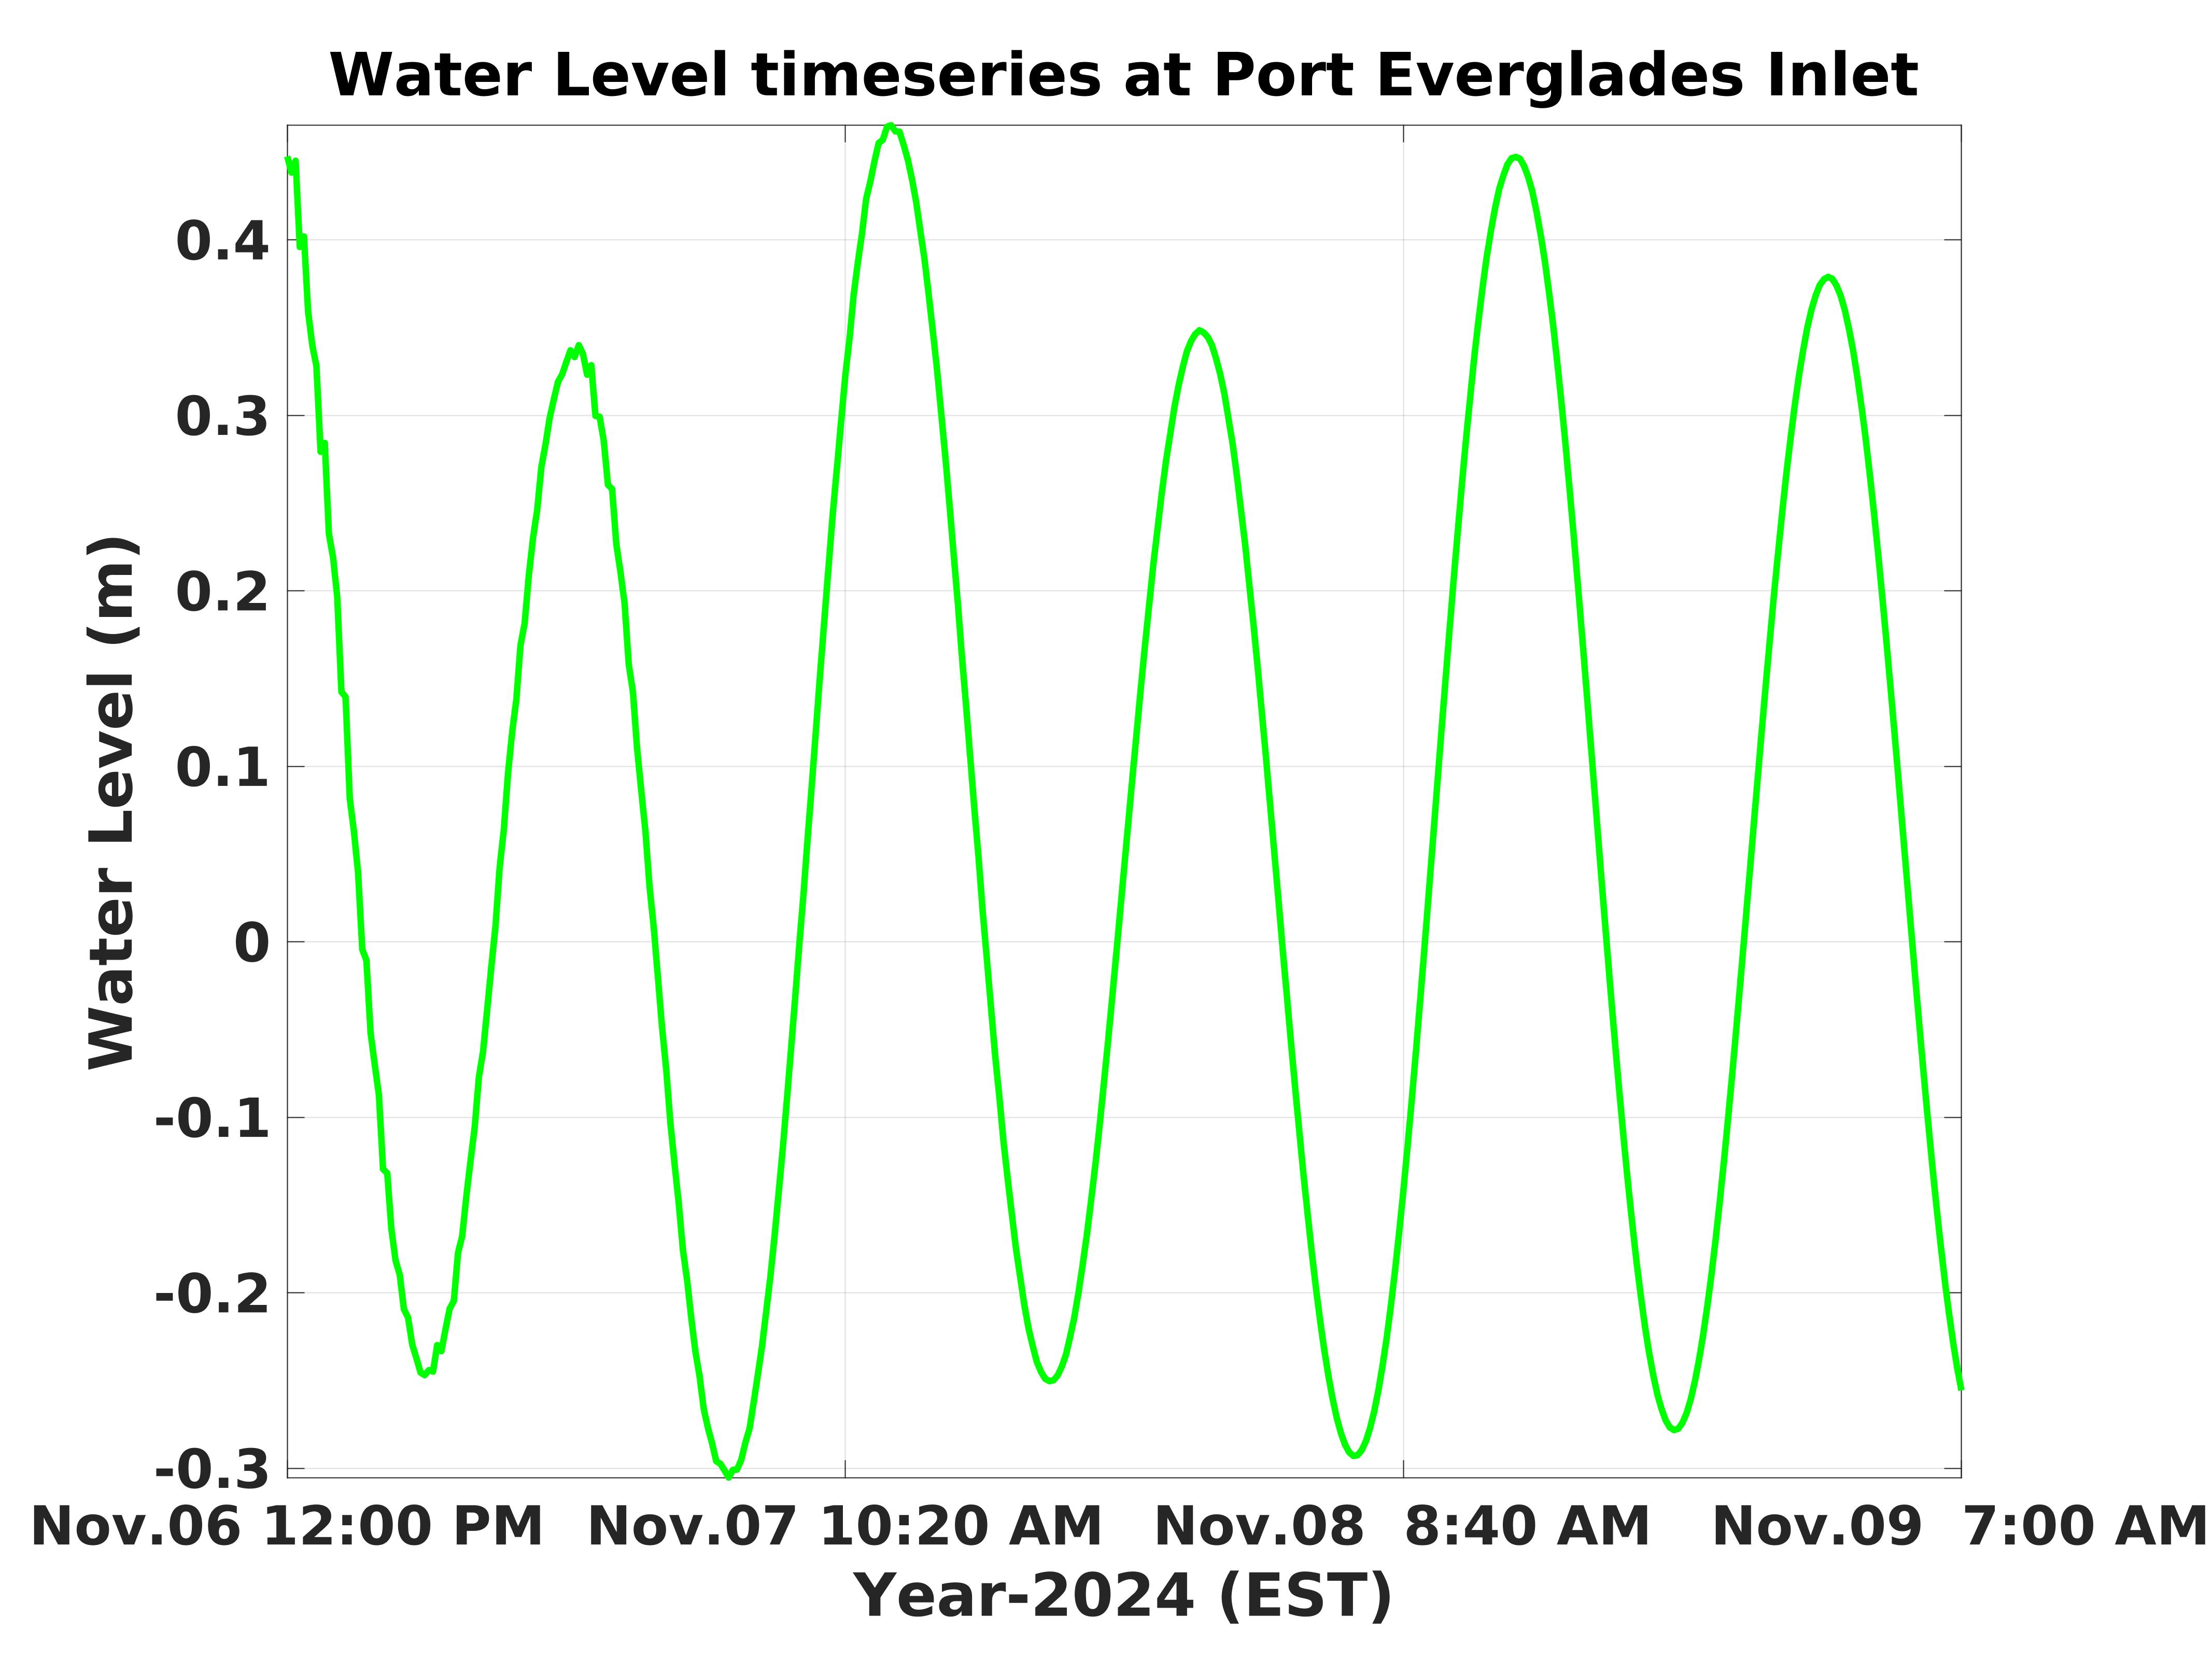 Water Level timeseries at Port Everglades Inlet
0.4
0.3
0.2
0.1
0
-0.1
-0.2
-0.3
Water Level (m)
Nov.06 12:00 PM Nov.07 10:20 AM Nov.08 8:40 AM Nov.09 7:00 AM
Year-2024 (EST)